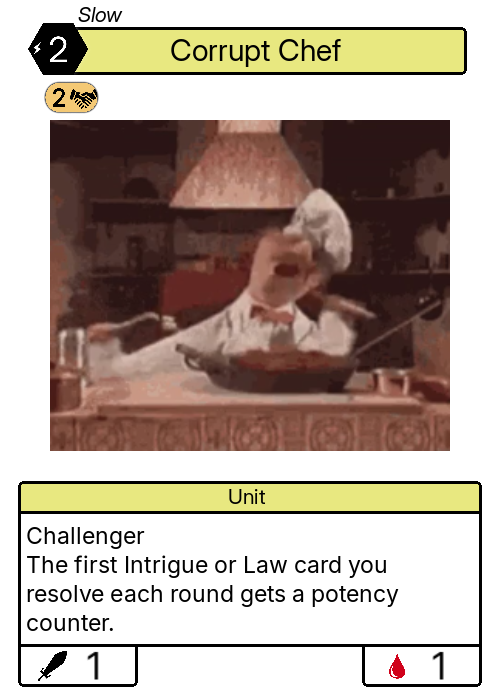 Slow
2 Corrupt Chef
2
Unit
Challenger
The first Intrigue or Law card you
resolve each round gets a potency
counter.
1 1